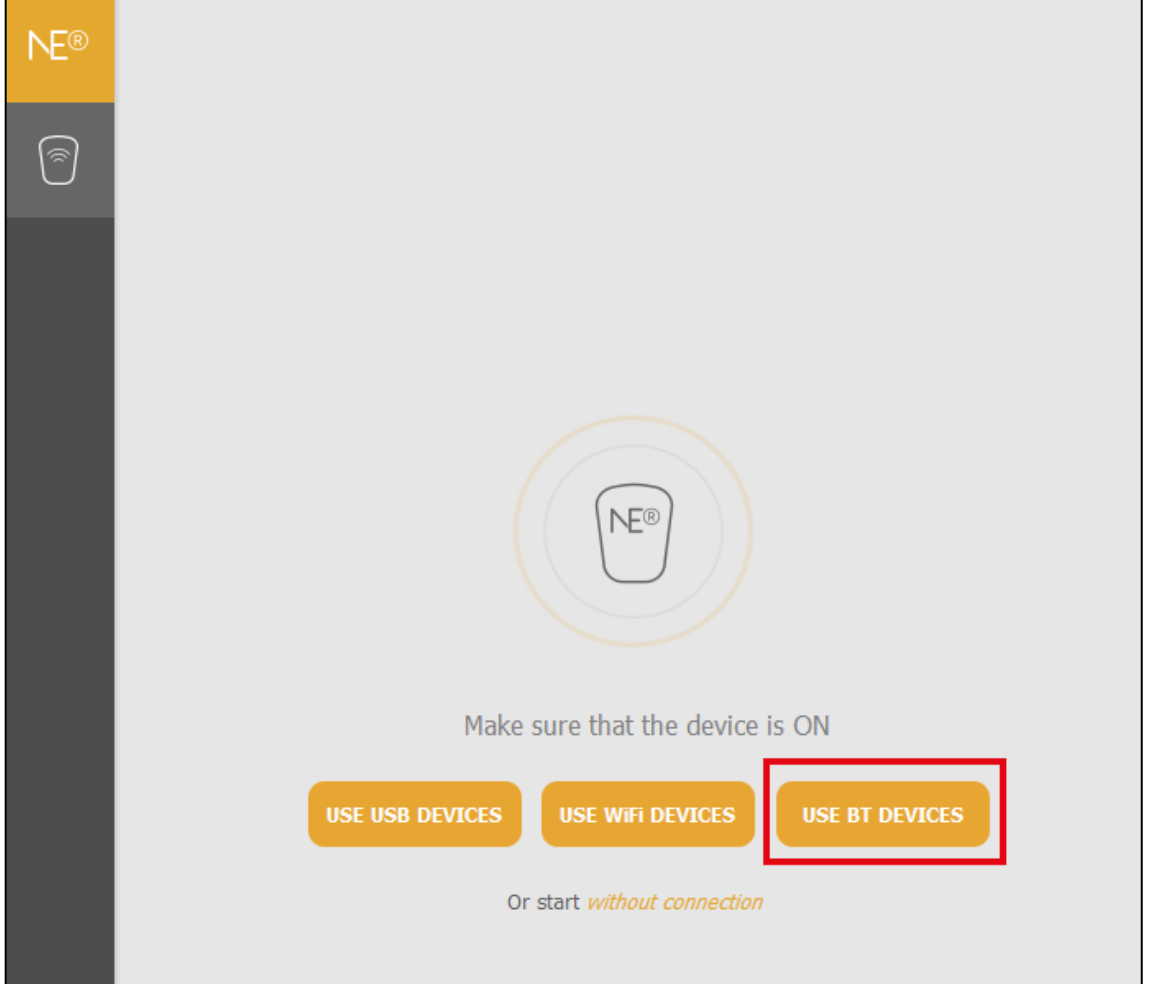 NE®
NE®
Make sure that the device is ON
USE USB DEVICES
USE WiFi DEVICES
USE BT DEVICES
Or start without connection